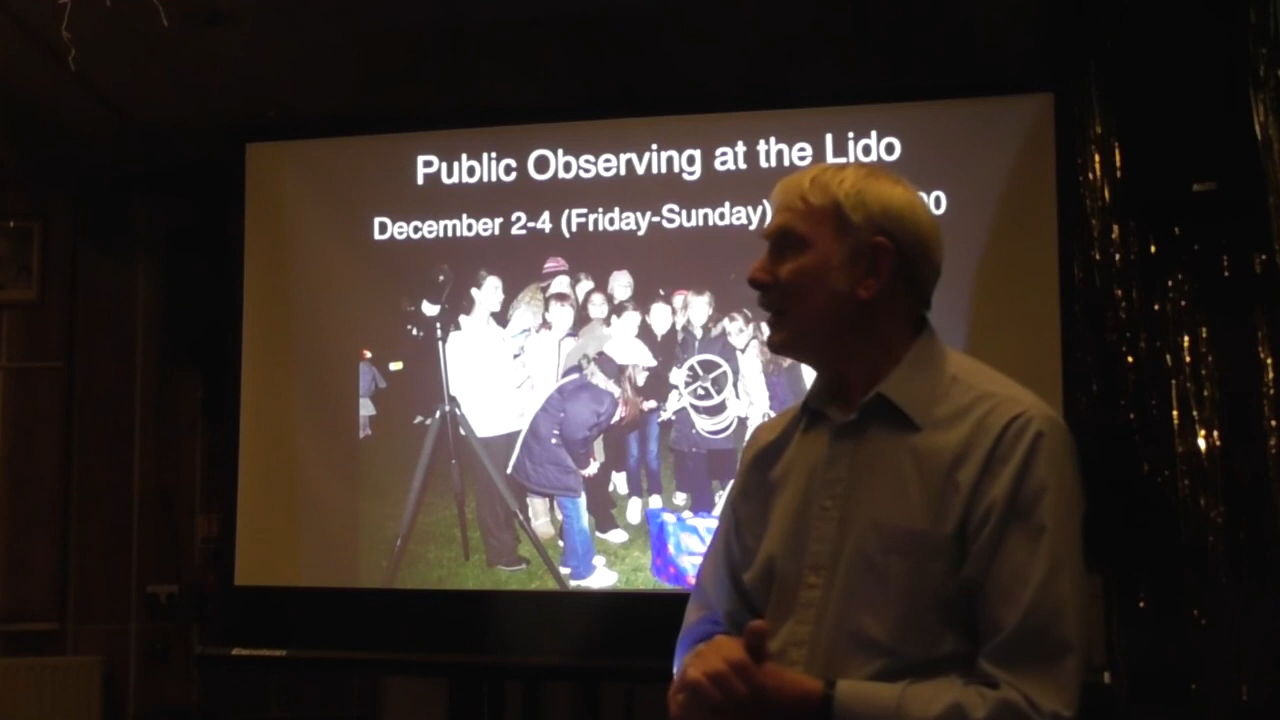 Public Observing at the Lido
December 2-4 (Friday-Sunday)